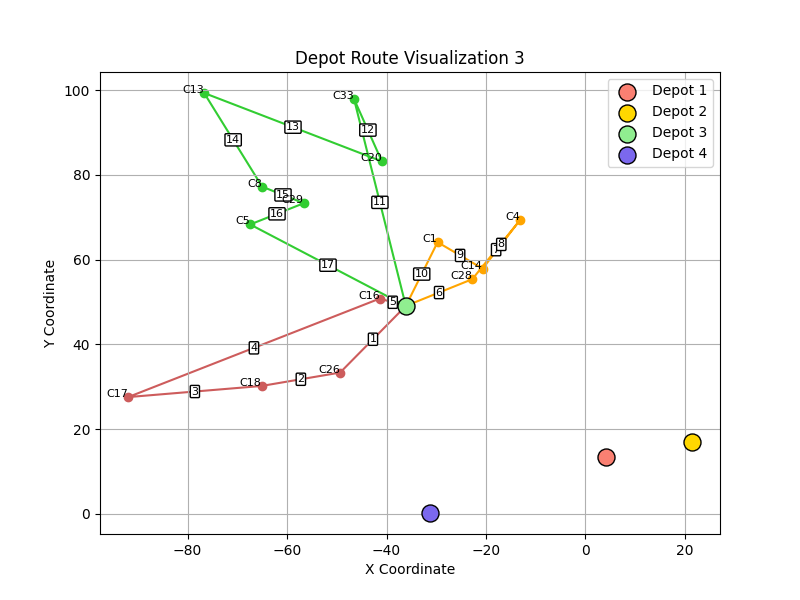 Depot Route Visualization 3
Depot 1
Depot 2
Depot 3
Depot 4
100
80
60
40
20
0
Y Coordinate
C13
C33
13
12
14
C20
C8
15
C29
11
16
C5
C4
C1
8
7
9
17
C14
10
C28
6
C16
5
1
4
C26
2
C18
3
C17
−80
−60
−40
−20
0
20
X Coordinate